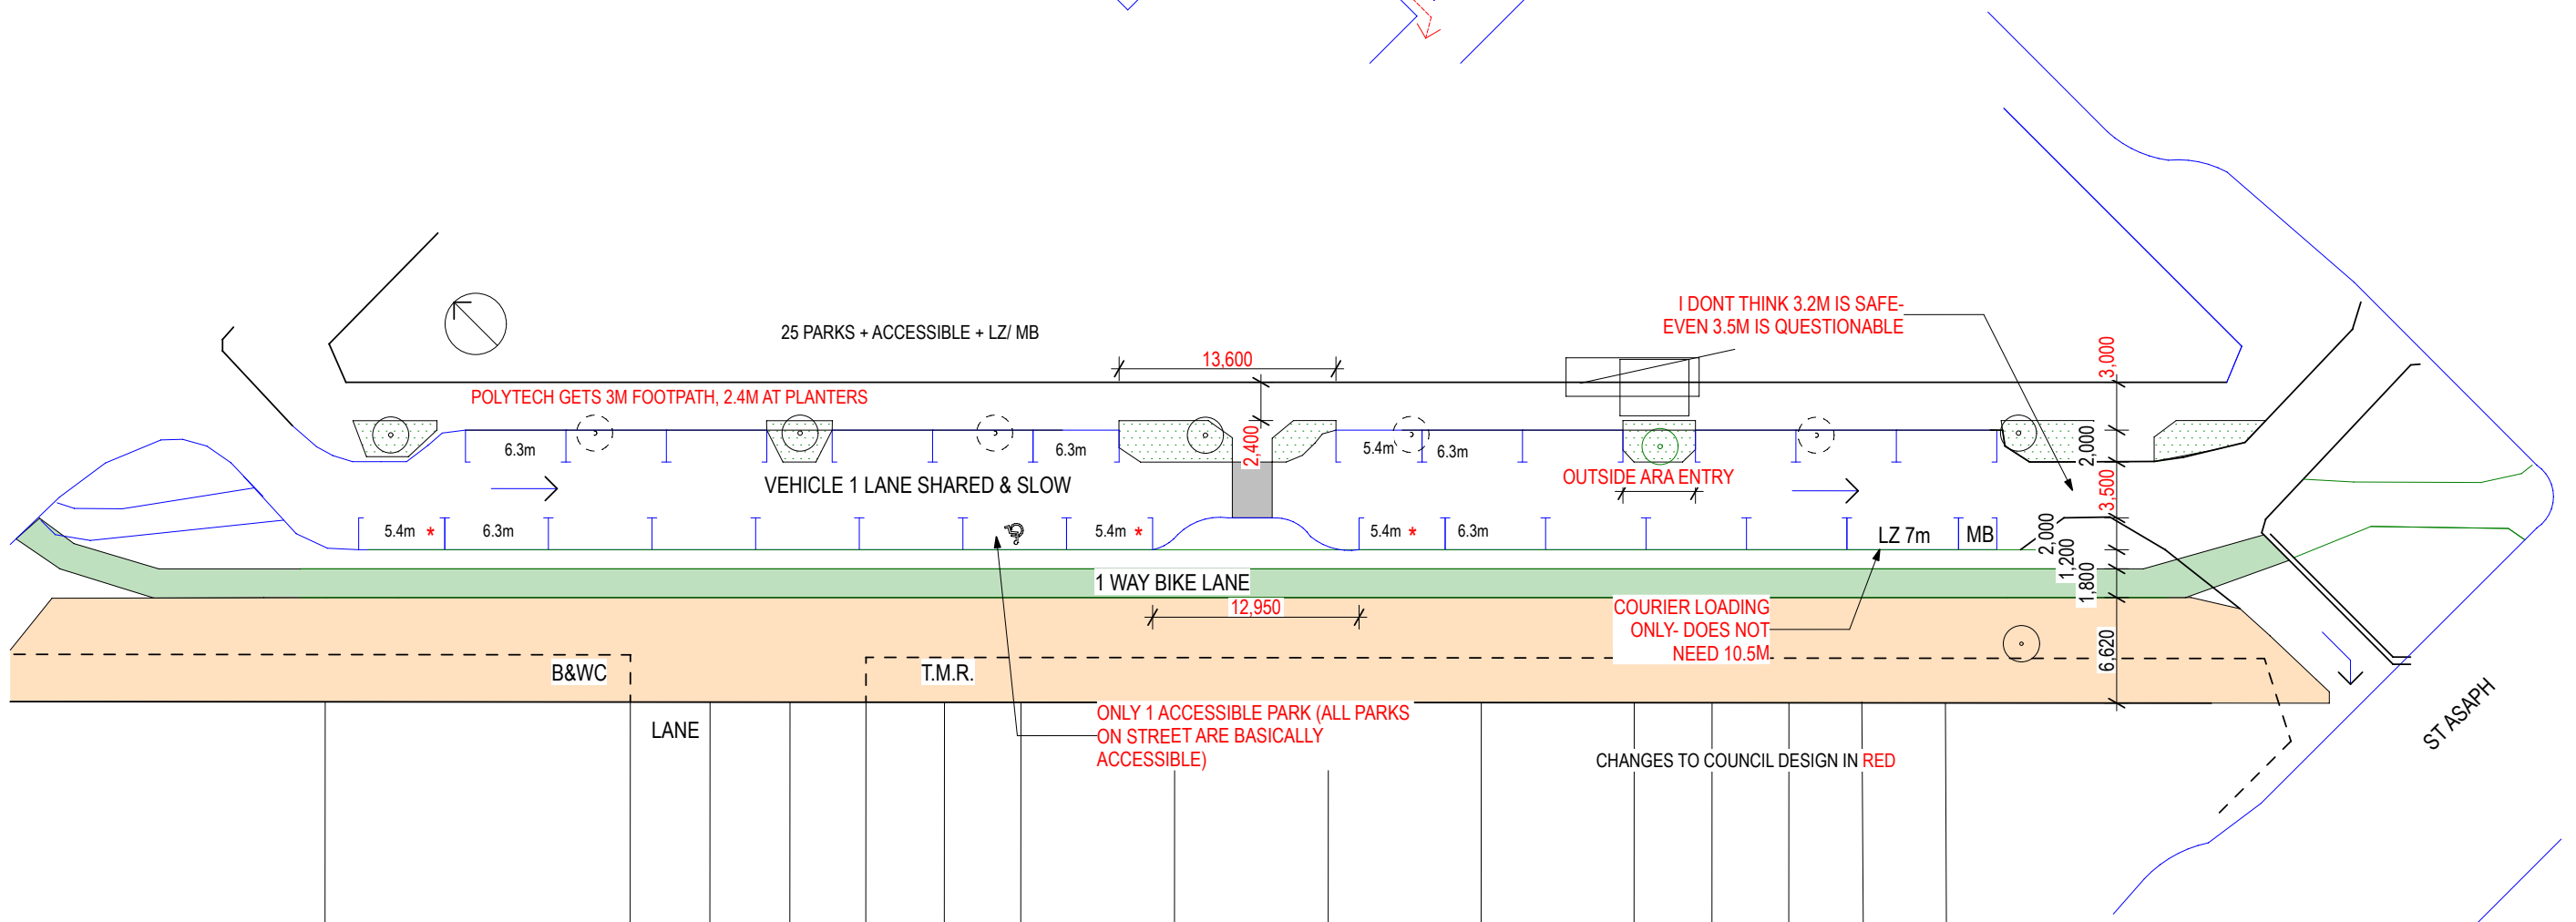 I DONT THINK 3.2M IS SAFE-
EVEN 3.5M IS QUESTIONABLE
25 PARKS + ACCESSIBLE + LZ/ MB
13,600
3,000
POLYTECH GETS 3M FOOTPATH, 2.4M AT PLANTERS
2,400
6.3m
6.3m
5.4m
6.3m
2,000
OUTSIDE ARA ENTRY
VEHICLE 1 LANE SHARED & SLOW
3,500
5.4m *
6.3m
5.4m *
5.4m *
6.3m
LZ 7m
MB
2,000
1,200
1,800
1 WAY BIKE LANE
12,950
COURIER LOADING
ONLY- DOES NOT
NEED 10.5M
6,620
B&WC
T.M.R.
LANE
ONLY 1 ACCESSIBLE PARK (ALL PARKS
ON STREET ARE BASICALLY
ACCESSIBLE)
CHANGES TO COUNCIL DESIGN IN RED
ST ASAPH